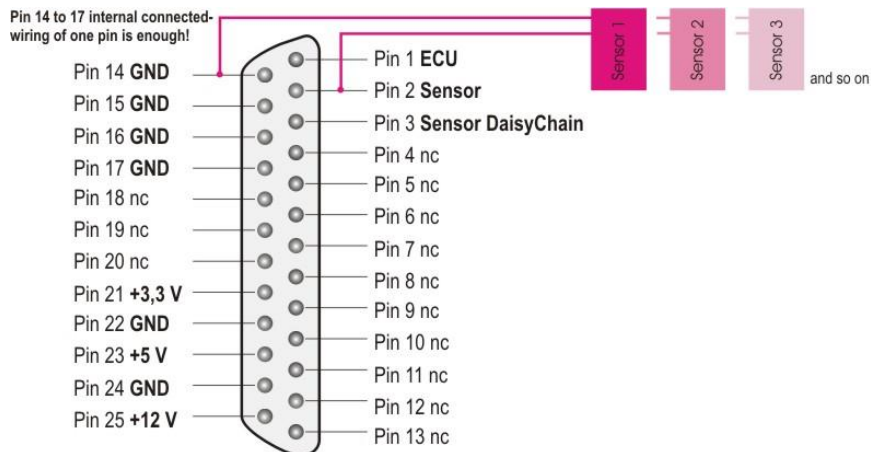 Pin 14 to 17 internal connected-
wiring of one pin is enough!
Pin 14 GND
Pin 15 GND
Pin 16 GND
Pin 17 GND
Pin 18 nc
Pin 19 nc
Pin 20 nc
Pin 21 +3,3 V
Pin 22 GND
Pin 23 +5 V
Pin 24 GND
Pin 25 +12 V
Pin 1 ECU
Pin 2 Sensor
Pin 3 Sensor DaisyChain
Pin 4 nc
Pin 5 nc
Pin 6 nc
Pin 7 nc
Pin 8 nc
Pin 9 nc
Pin 10 nc
Pin 11 nc
Pin 12 nc
Pin 13 nc
Sensor 1
Sensor 2
Sensor 3
and so on